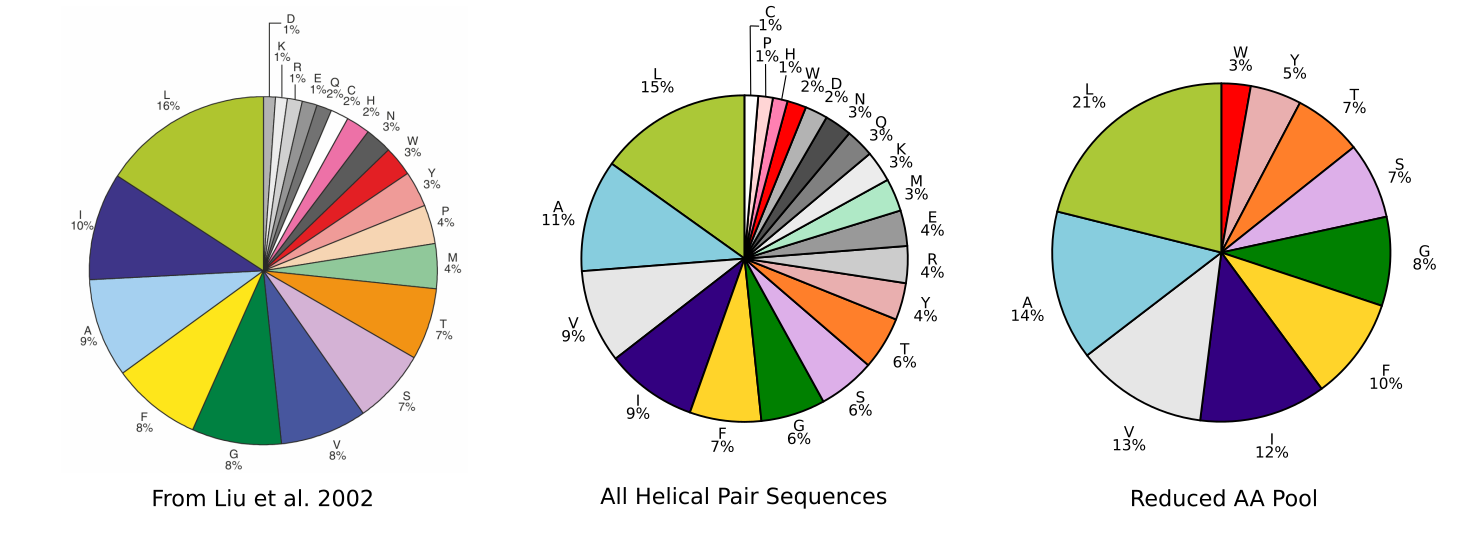 D
1%
K
1%
R
1%
E
1%
Q
2%
C
2%
H
2%
N
3%
W
3%
Y
3%
P
4%
M
4%
T
7%
S
7%
V
8%
G
8%
F
8%
A
9%
I
10%
L
16%
From Liu et al. 2002
C
1%
P
1%
H
1%
W
2%
D
2%
N
3%
Q
3%
K
3%
M
3%
E
4%
R
4%
Y
4%
T
6%
S
6%
G
6%
F
7%
I
9%
V
9%
A
11%
L
15%
All Helical Pair Sequences
W
3%
Y
5%
T
7%
S
7%
G
8%
F
10%
I
12%
V
13%
A
14%
L
21%
Reduced AA Pool